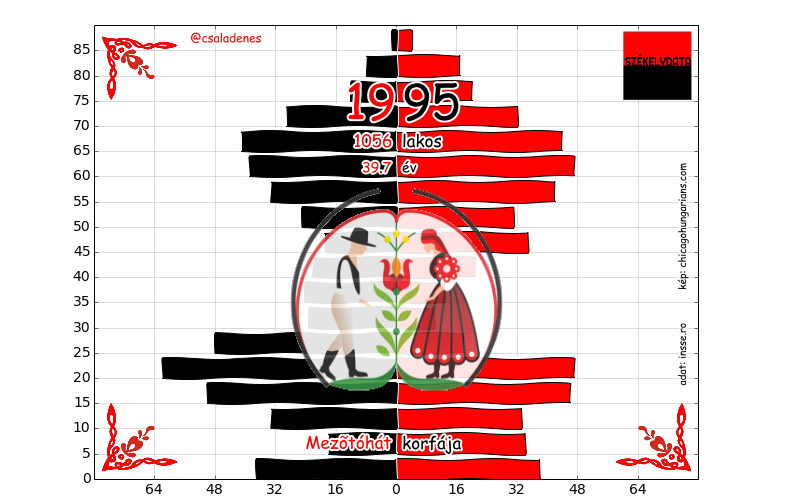 @csaladenes
SZÉKELYDATA
1995
1056 lakos
39.7 év
kép: chicagohungarians.com
adat: insse.ro
Mezőtóhát korfája
85
80
75
70
65
60
55
50
45
40
35
30
25
20
15
10
5
0
64 48 32 16 0 16 32 48 64